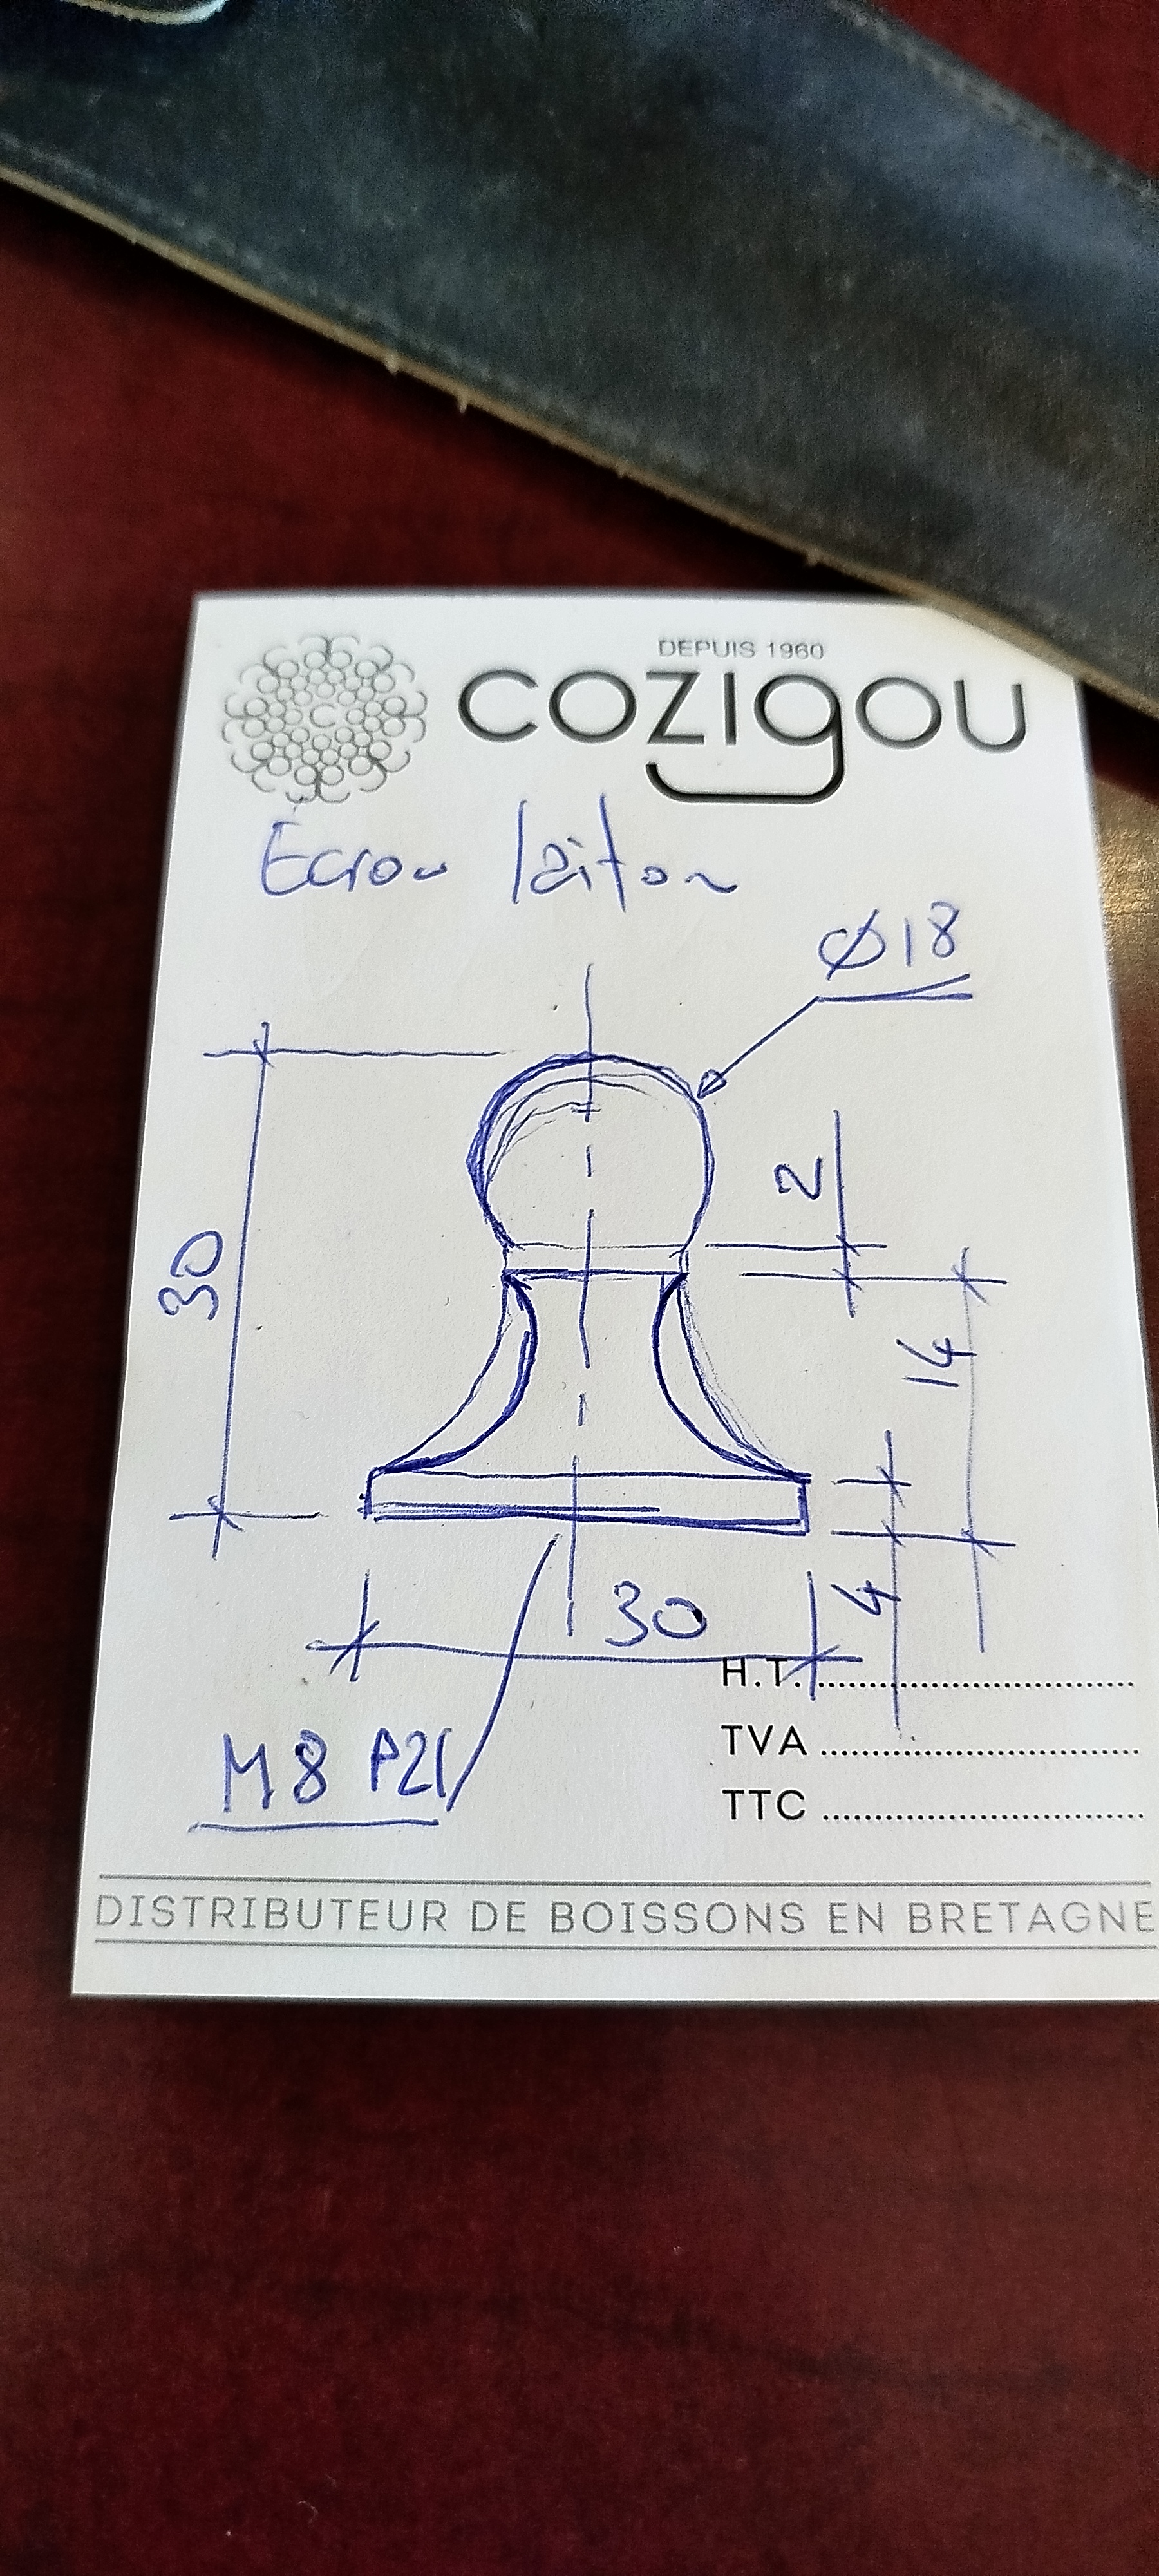 DEPUIS 1960
COZIGOU
Écrou laiton
Ø18
2
30
14
4
30
M8 P21
H.T.
TVA
TTC
DISTRIBUTEUR DE BOISSONS EN BRETAGNE